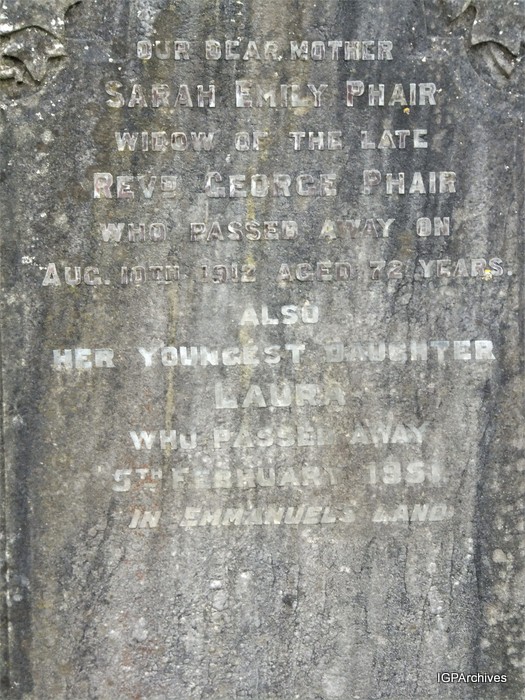 OUR DEAR MOTHER
SARAH EMILY PHAIR
WIDOW OF THE LATE
REVD GEORGE PHAIR
WHO PASSED AWAY ON
AUG. 10TH 1912 AGED 72 YEARS.
ALSO
HER YOUNGEST DAUGHTER
LAURA
WHO PASSED AWAY
5TH FEBRUARY 1951
IN EMMANUELS LAND
IGPArchives